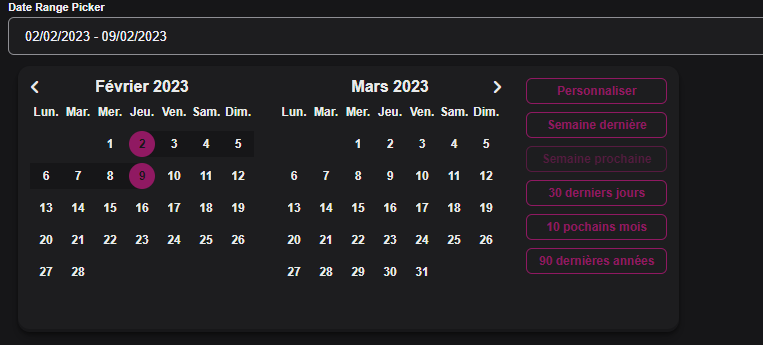 Date Range Picker
02/02/2023 - 09/02/2023
Février 2023
Lun. Mar. Mer. Jeu. Ven. Sam. Dim.
1 2 3 4 5
6 7 8 9 10 11 12
13 14 15 16 17 18 19
20 21 22 23 24 25 26
27 28
Mars 2023
Lun. Mar. Mer. Jeu. Ven. Sam. Dim.
1 2 3 4 5
6 7 8 9 10 11 12
13 14 15 16 17 18 19
20 21 22 23 24 25 26
27 28 29 30 31
Personnaliser
Semaine dernière
Semaine prochaine
30 derniers jours
10 pochains mois
90 dernières années